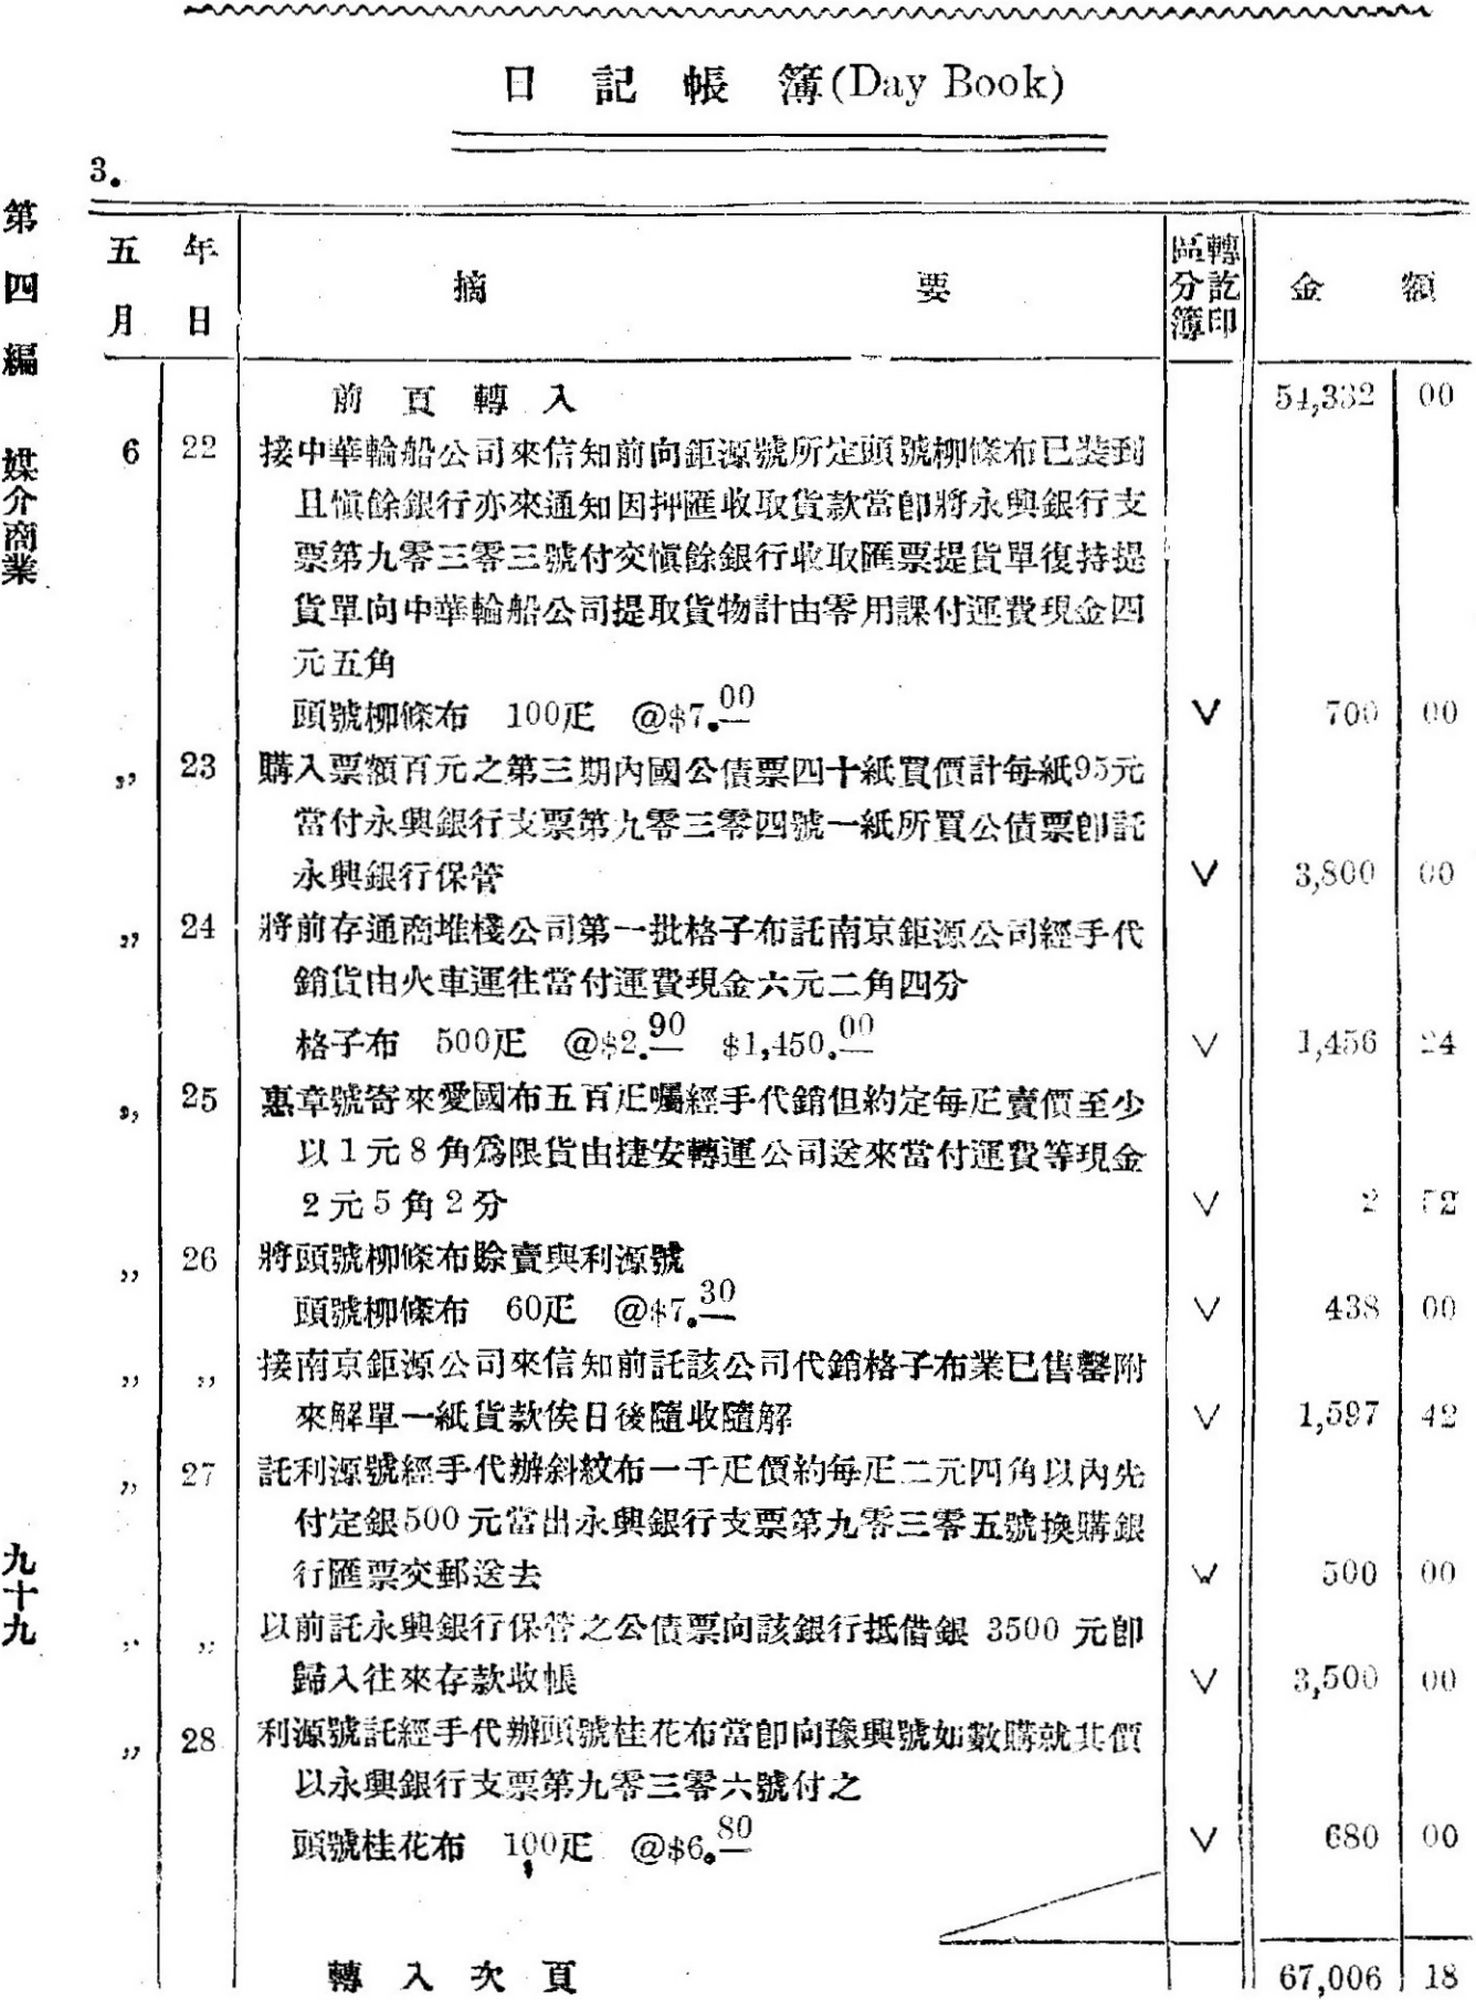 日記帳簿(Day Book)
3.
第四編 媒介商業
九十九
五年
月 日
摘要
區分簿 轉訖印
金額
前頁轉入 54,332 00
6 22 接中華輪船公司來信知前向鉅源號所定頭號柳條布已裝到
且愼餘銀行亦來通知因押匯收取貨款當卽將永興銀行支
票第九零三零三號付交愼餘銀行收取匯票提貨單復持提
貨單向中華輪船公司提取貨物計由零用課付運費現金四
元五角
頭號柳條布 100疋 @$7.00 V 700 00
,, 23 購入票額百元之第三期內國公債票四十紙買價計每紙95元
當付永興銀行支票第九零三零四號一紙所買公債票卽託
永興銀行保管 V 3,800 00
,, 24 將前存通商堆棧公司第一批格子布託南京鉅源公司經手代
銷貨由火車運往當付運費現金六元二角四分
格子布 500疋 @$2.90 $1,450.00 V 1,456 24
,, 25 惠章號寄來愛國布五百疋囑經手代銷但約定每疋賣價至少
以1元8角爲限貨由捷安轉運公司送來當付運費等現金
2元5角2分 V 2 52
,, 26 將頭號柳條布賒賣與利源號
頭號柳條布 60疋 @$7.30 V 438 00
,, ,, 接南京鉅源公司來信知前託該公司代銷格子布業已售罄附
來解單一紙貨款俟日後隨收隨解 V 1,597 42
,, 27 託利源號經手代辦斜紋布一千疋價約每疋二元四角以內先
付定銀500元當出永興銀行支票第九零三零五號換購銀
行匯票交郵送去 V 500 00
,, ,, 以前託永興銀行保管之公債票向該銀行抵借銀 3500 元卽
歸入往來存款收帳 V 3,500 00
,, 28 利源號託經手代辦頭號桂花布當卽向豫興號如數購就其價
以永興銀行支票第九零三零六號付之
頭號桂花布 100疋 @$6.80 V 680 00
轉入次頁 67,006 18